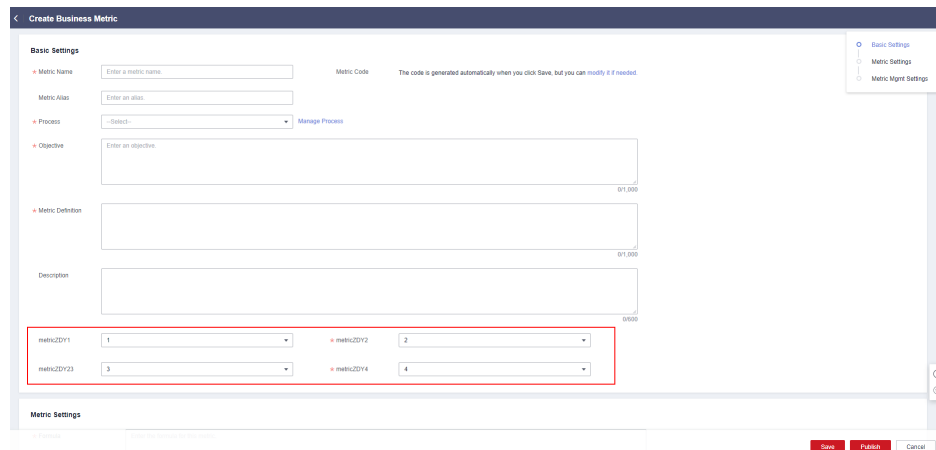 Create Business Metric
Basic Settings
Basic Settings
Metric Settings
Metric Mgmt Settings
* Metric Name Enter a metric name. Metric Code The code is generated automatically when you click Save, but you can modify it if needed.
Metric Alias Enter an alias.
* Process --Select-- Manage Process
* Objective Enter an objective.
0/1,000
* Metric Definition
0/1,000
Description
0/600
metricZDY1 1 * metricZDY2 2
metricZDY23 3 * metricZDY4 4
Metric Settings
Save Publish Cancel